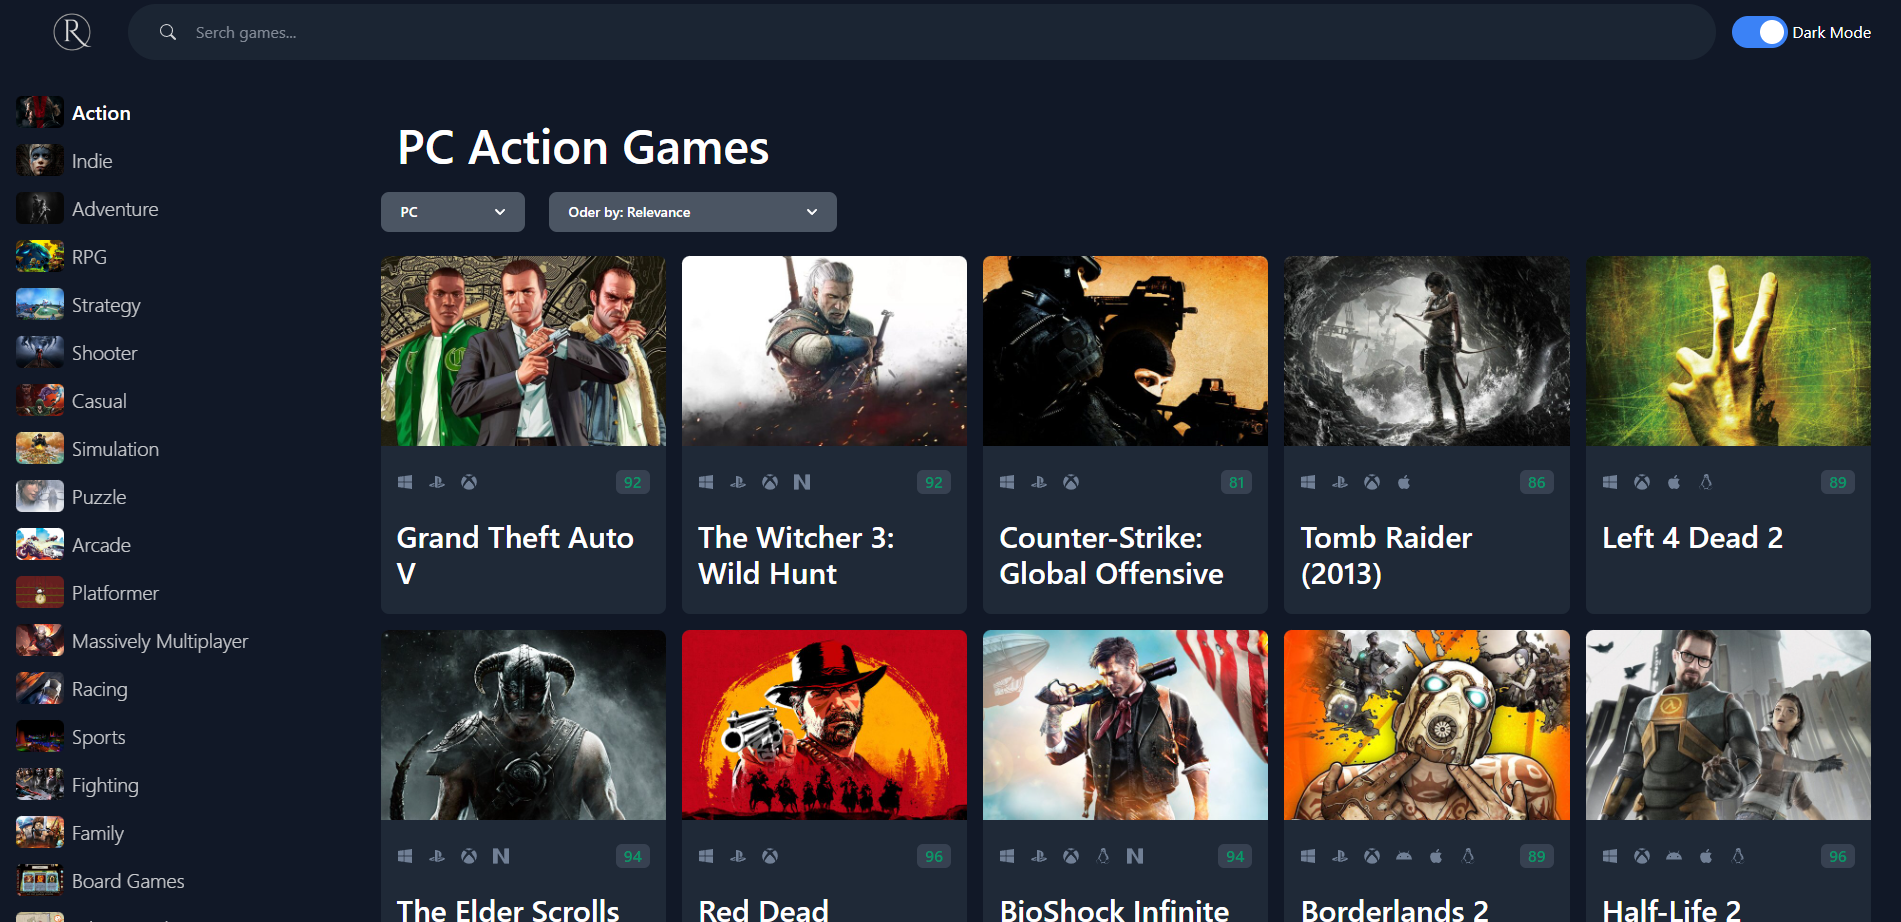 R
Serch games...
Dark Mode
Action
Indie
Adventure
RPG
Strategy
Shooter
Casual
Simulation
Puzzle
Arcade
Platformer
Massively Multiplayer
Racing
Sports
Fighting
Family
Board Games
PC Action Games
PC
Oder by: Relevance
92
Grand Theft Auto
V
92
The Witcher 3:
Wild Hunt
81
Counter-Strike:
Global Offensive
86
Tomb Raider
(2013)
89
Left 4 Dead 2
94
The Elder Scrolls
96
Red Dead
94
BioShock Infinite
89
Borderlands 2
96
Half-Life 2